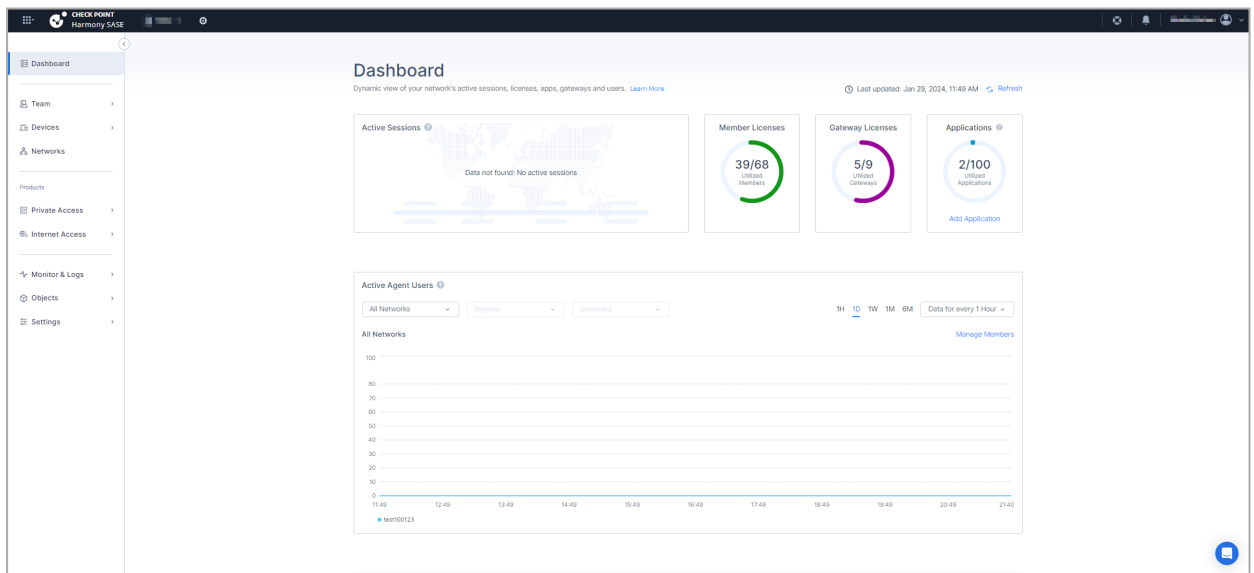 CHECK POINT
Harmony SASE
Dashboard
Team
Devices
Networks
Products
Private Access
Internet Access
Monitor & Logs
Objects
Settings
Dashboard
Dynamic view of your network's active sessions, licenses, apps, gateways and users. Learn More
Last updated: Jan 29, 2024, 11:49 AM Refresh
Active Sessions
Data not found: No active sessions
Member Licenses
39/68
Utilized
Members
Gateway Licenses
5/9
Utilized
Gateways
Applications
2/100
Utilized
Applications
Add Application
Active Agent Users
All Networks Regions Gateways 1H 1D 1W 1M 6M Data for every 1 Hour
All Networks Manage Members
100
80
70
60
50
40
30
20
10
0
11:49 12:49 13:49 14:49 15:49 16:49 17:49 18:49 19:49 20:49 21:49
test100123